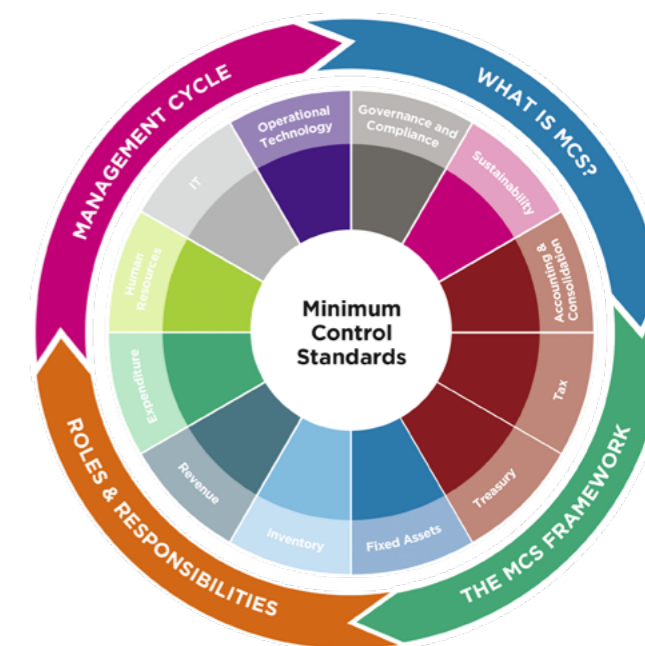 MANAGEMENT CYCLE
WHAT IS MCS?
THE MCS FRAMEWORK
ROLES & RESPONSIBILITIES
Operational
Technology
Governance and
Compliance
Sustainability
Accounting &
Consolidation
Tax
Treasury
Fixed Assets
Inventory
Revenue
Expenditure
Human
Resources
IT
Minimum
Control
Standards